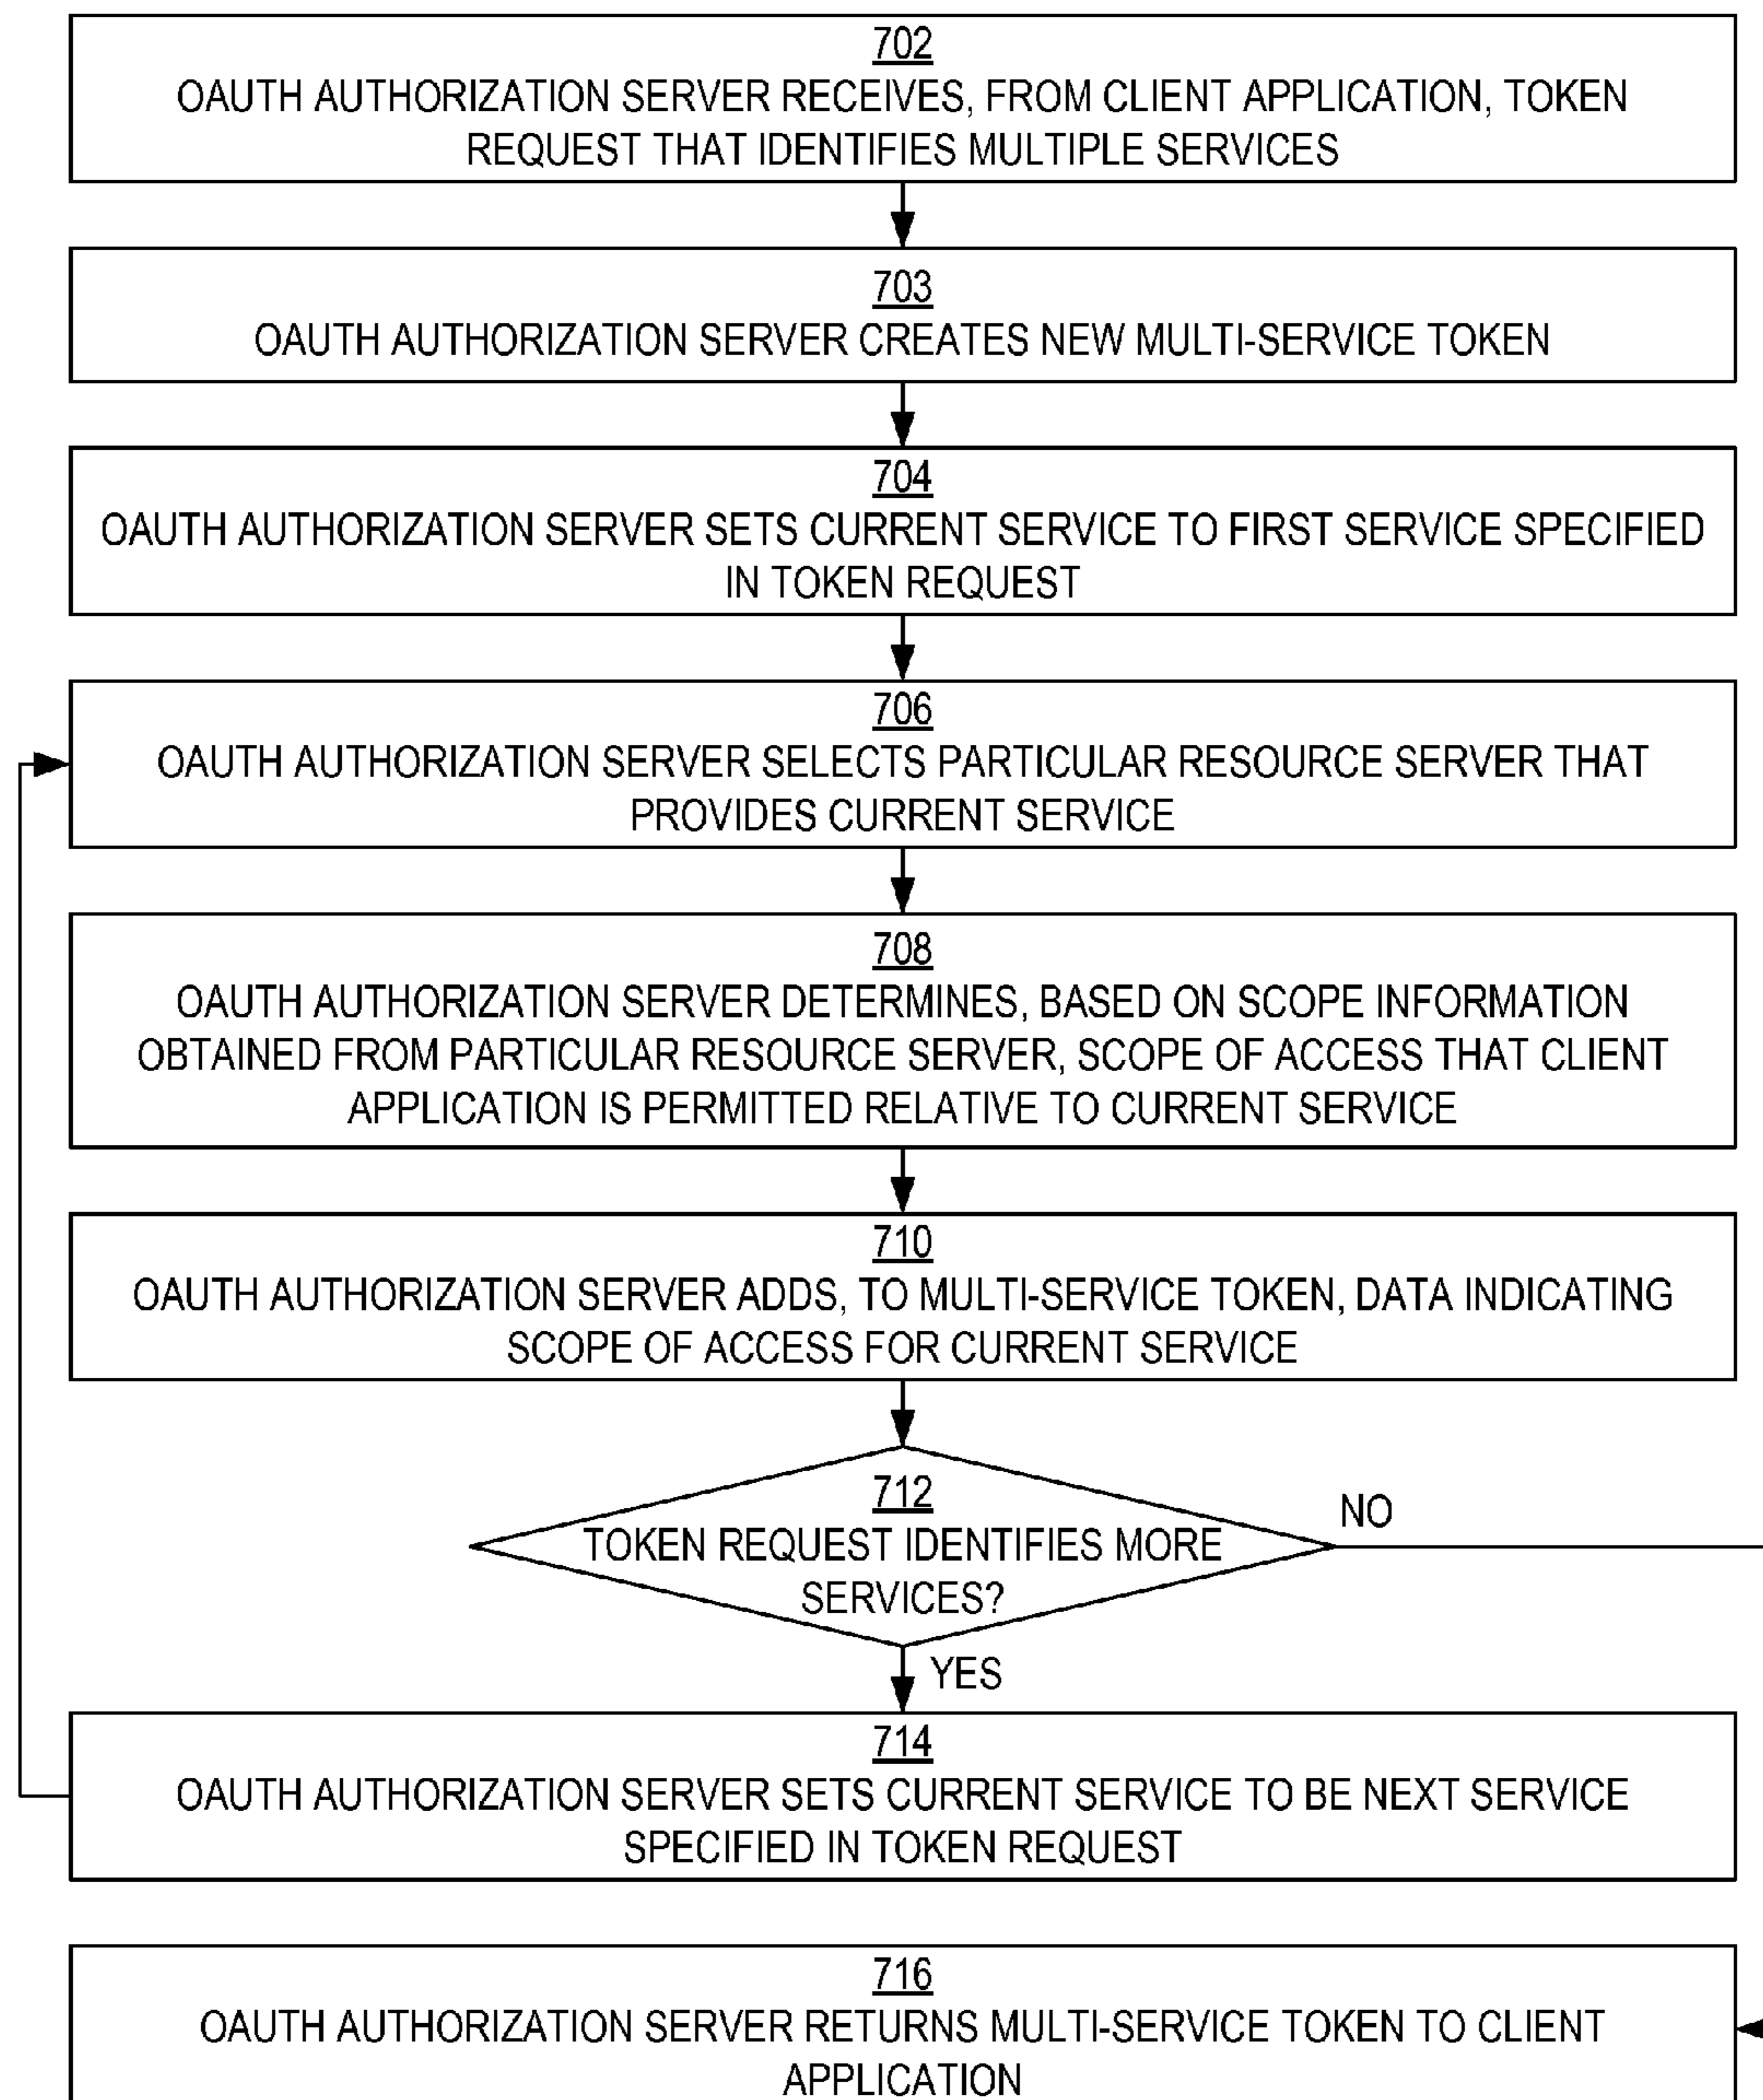 702
OAUTH AUTHORIZATION SERVER RECEIVES, FROM CLIENT APPLICATION, TOKEN
REQUEST THAT IDENTIFIES MULTIPLE SERVICES
703
OAUTH AUTHORIZATION SERVER CREATES NEW MULTI-SERVICE TOKEN
704
OAUTH AUTHORIZATION SERVER SETS CURRENT SERVICE TO FIRST SERVICE SPECIFIED
IN TOKEN REQUEST
706
OAUTH AUTHORIZATION SERVER SELECTS PARTICULAR RESOURCE SERVER THAT
PROVIDES CURRENT SERVICE
708
OAUTH AUTHORIZATION SERVER DETERMINES, BASED ON SCOPE INFORMATION
OBTAINED FROM PARTICULAR RESOURCE SERVER, SCOPE OF ACCESS THAT CLIENT
APPLICATION IS PERMITTED RELATIVE TO CURRENT SERVICE
710
OAUTH AUTHORIZATION SERVER ADDS, TO MULTI-SERVICE TOKEN, DATA INDICATING
SCOPE OF ACCESS FOR CURRENT SERVICE
712
TOKEN REQUEST IDENTIFIES MORE
SERVICES?
NO
YES
714
OAUTH AUTHORIZATION SERVER SETS CURRENT SERVICE TO BE NEXT SERVICE
SPECIFIED IN TOKEN REQUEST
716
OAUTH AUTHORIZATION SERVER RETURNS MULTI-SERVICE TOKEN TO CLIENT
APPLICATION